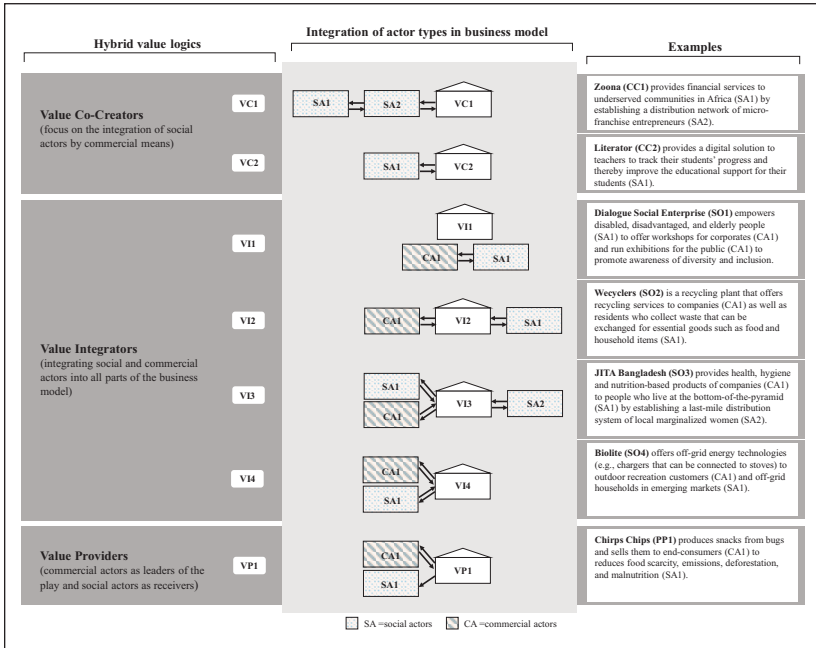 Hybrid value logics
Integration of actor types in business model
Examples
Value Co-Creators
(focus on the integration of social
actors by commercial means)
VC1
SA1
SA2
VC1
Zoona (CC1) provides financial services to
underserved communities in Africa (SA1) by
establishing a distribution network of micro-
franchise entrepreneurs (SA2).
VC2
SA1
VC2
Literator (CC2) provides a digital solution to
teachers to track their students' progress and
thereby improve the educational support for their
students (SA1).
Value Integrators
(integrating social and commercial
actors into all parts of the business
model)
VI1
VI1
CA1
SA1
Dialogue Social Enterprise (SO1) empowers
disabled, disadvantaged, and elderly people
(SA1) to offer workshops for corporates (CA1)
and run exhibitions for the public (CA1) to
promote awareness of diversity and inclusion.
VI2
CA1
VI2
SA1
Wecyclers (SO2) is a recycling plant that offers
recycling services to companies (CA1) as well as
residents who collect waste that can be
exchanged for essential goods such as food and
household items (SA1).
VI3
SA1
CA1
VI3
SA2
JITA Bangladesh (SO3) provides health, hygiene
and nutrition-based products of companies (CA1)
to people who live at the bottom-of-the-pyramid
(SA1) by establishing a last-mile distribution
system of local marginalized women (SA2).
VI4
CA1
SA1
VI4
Biolite (SO4) offers off-grid energy technologies
(e.g., chargers that can be connected to stoves) to
outdoor recreation customers (CA1) and off-grid
households in emerging markets (SA1).
Value Providers
(commercial actors as leaders of the
play and social actors as receivers)
VP1
CA1
SA1
VP1
Chirps Chips (PP1) produces snacks from bugs
and sells them to end-consumers (CA1) to
reduces food scarcity, emissions, deforestation,
and malnutrition (SA1).
SA =social actors
CA =commercial actors